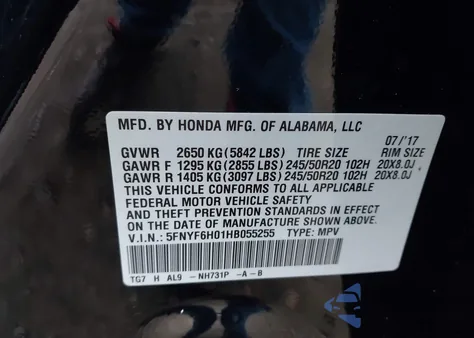 MFD. BY HONDA MFG. OF ALABAMA, LLC
07/'17
GVWR 2650 KG(5842 LBS) TIRE SIZE RIM SIZE
GAWR F 1295 KG(2855 LBS) 245/50R20 102H 20X8.0J
GAWR R 1405 KG(3097 LBS) 245/50R20 102H 20X8.0J
THIS VEHICLE CONFORMS TO ALL APPLICABLE
FEDERAL MOTOR VEHICLE SAFETY
AND THEFT PREVENTION STANDARDS IN EFFECT
ON THE DATE OF MANUFACTURE SHOWN ABOVE.
V.I.N.: 5FNYF6H01HB055255 TYPE: MPV
TG7 H AL9 - NH731P -A-B